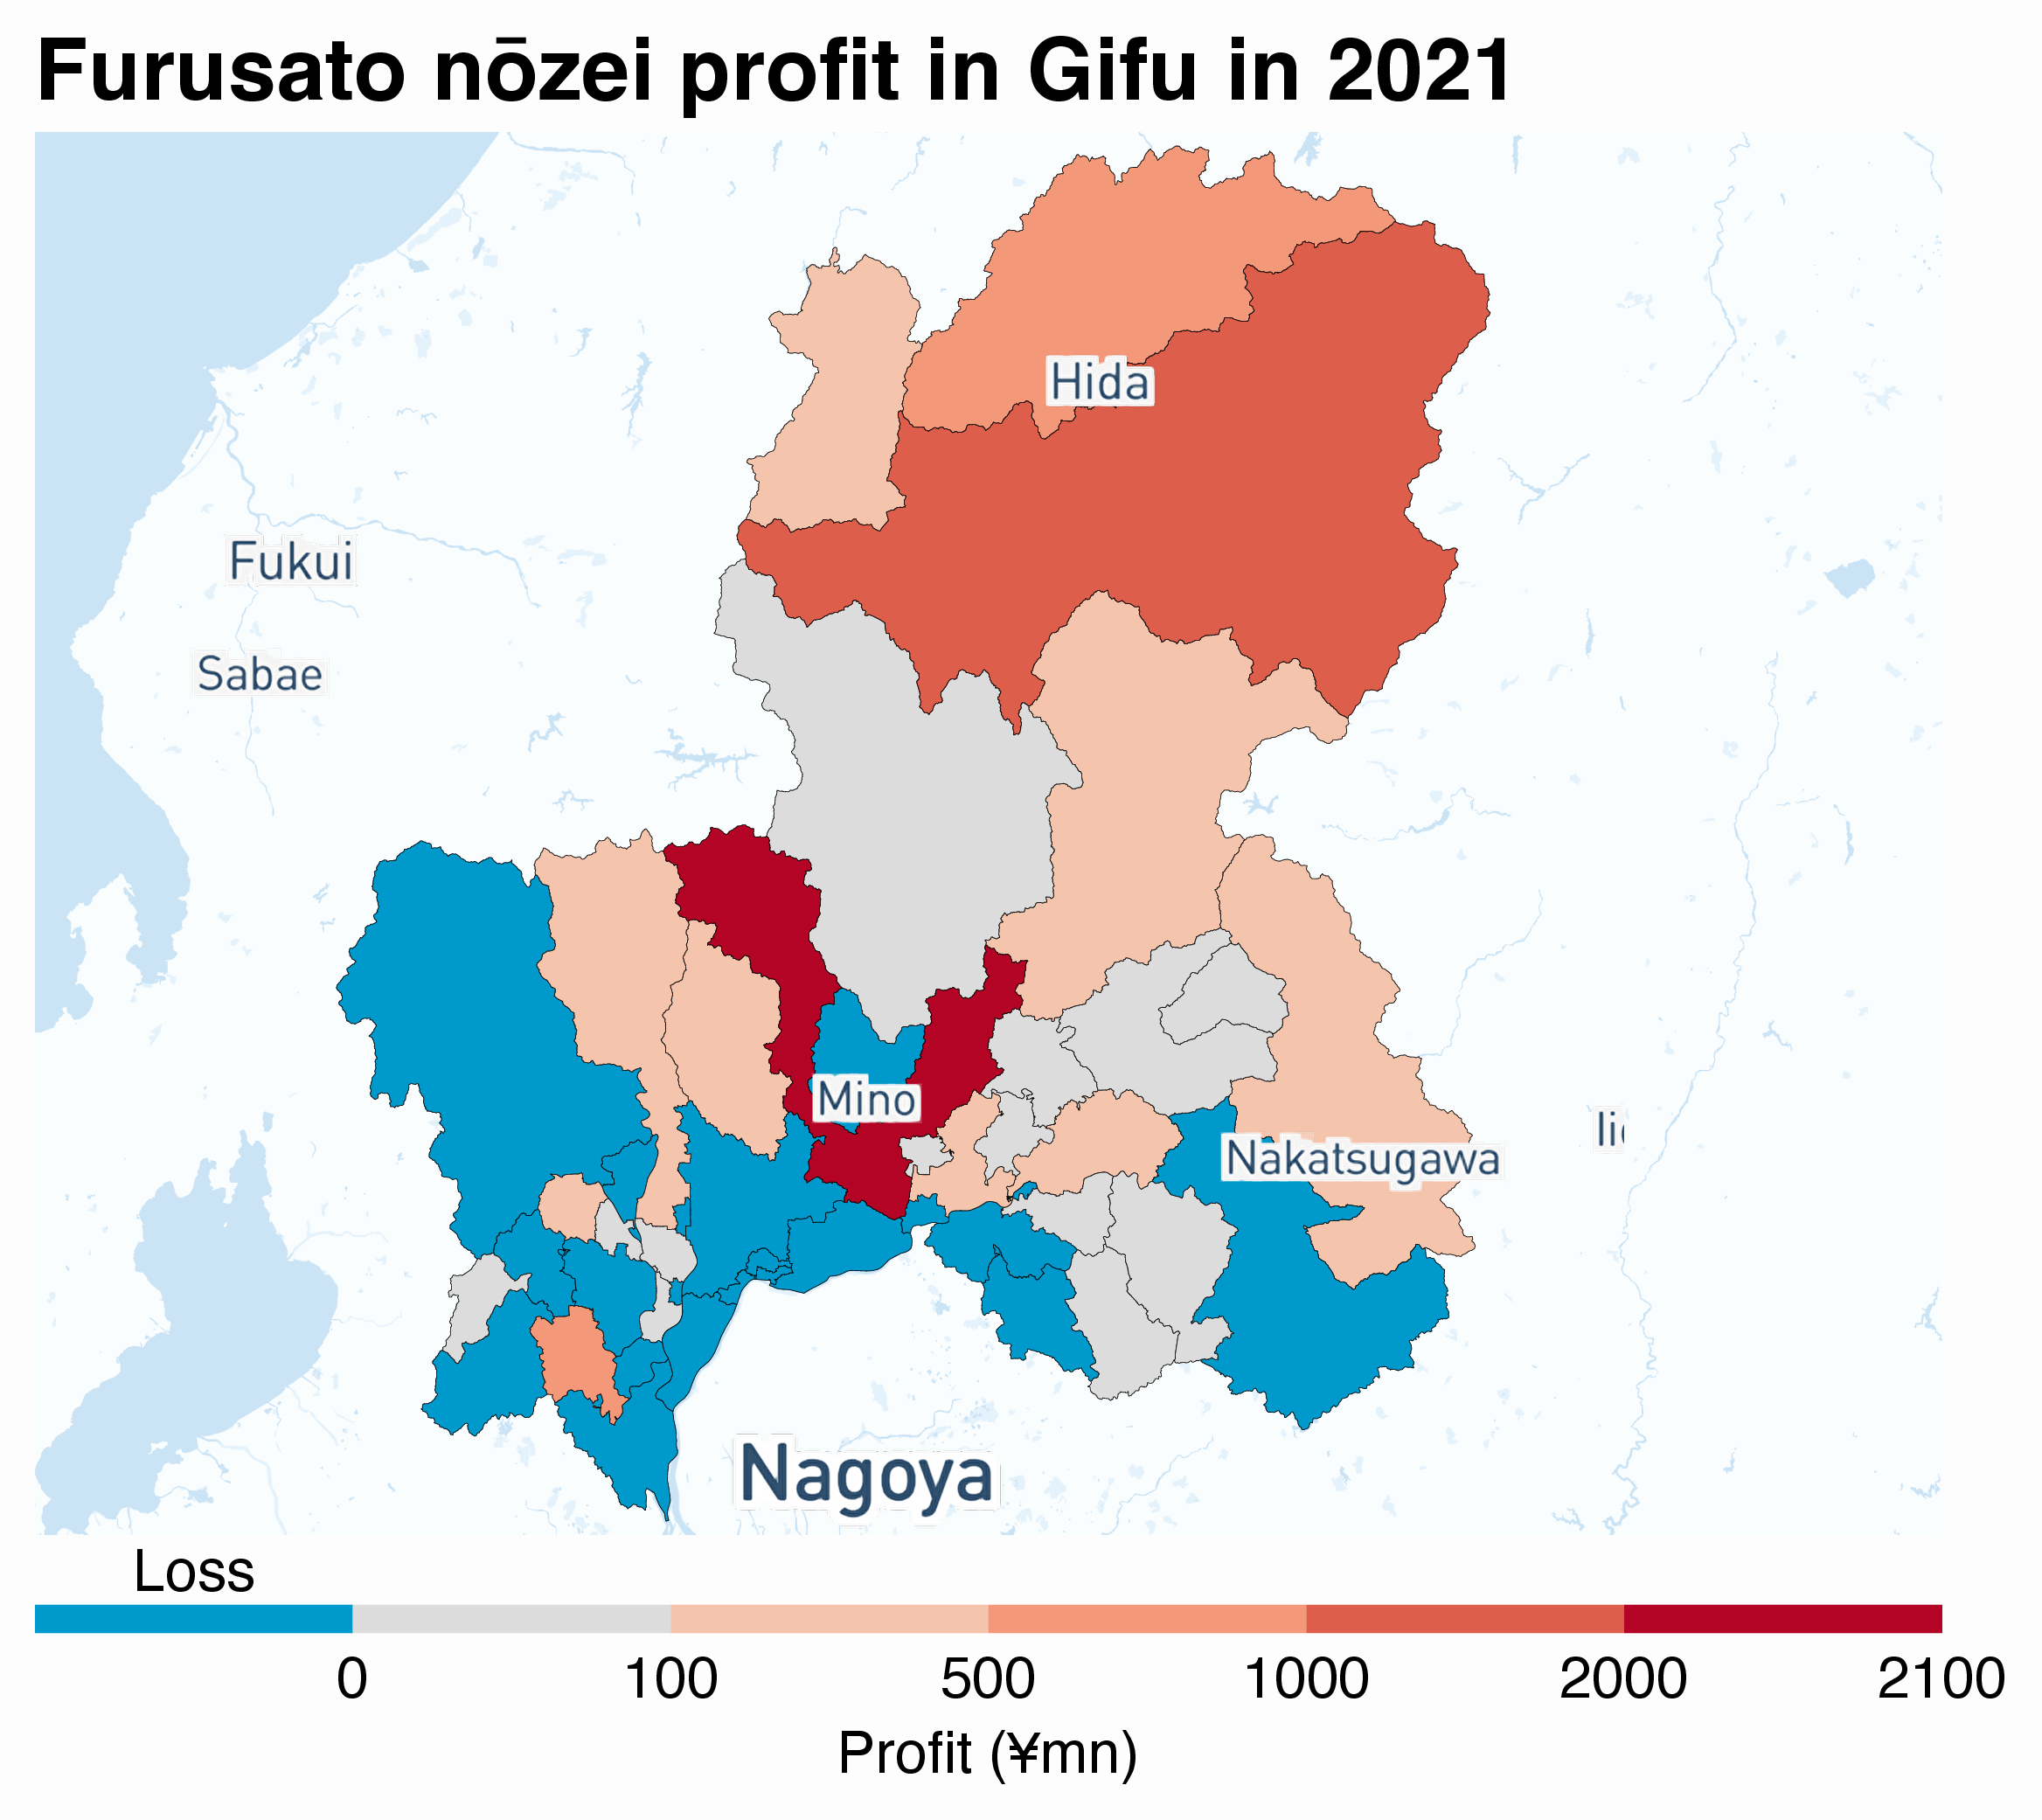 Furusato nōzei profit in Gifu in 2021
Hida
Fukui
Sabae
Mino
Nakatsugawa
Nagoya
Loss
0 100 500 1000 2000 2100
Profit (¥mn)